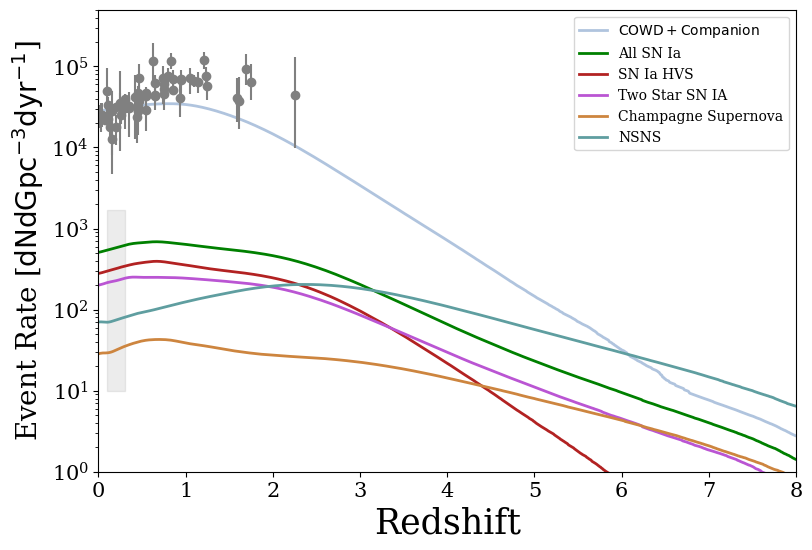 COWD + Companion
All SN Ia
SN Ia HVS
Two Star SN IA
Champagne Supernova
NSNS
Event Rate [dNdGpc⁻³dyr⁻¹]
10⁵
10⁴
10³
10²
10¹
10⁰
0 1 2 3 4 5 6 7 8
Redshift